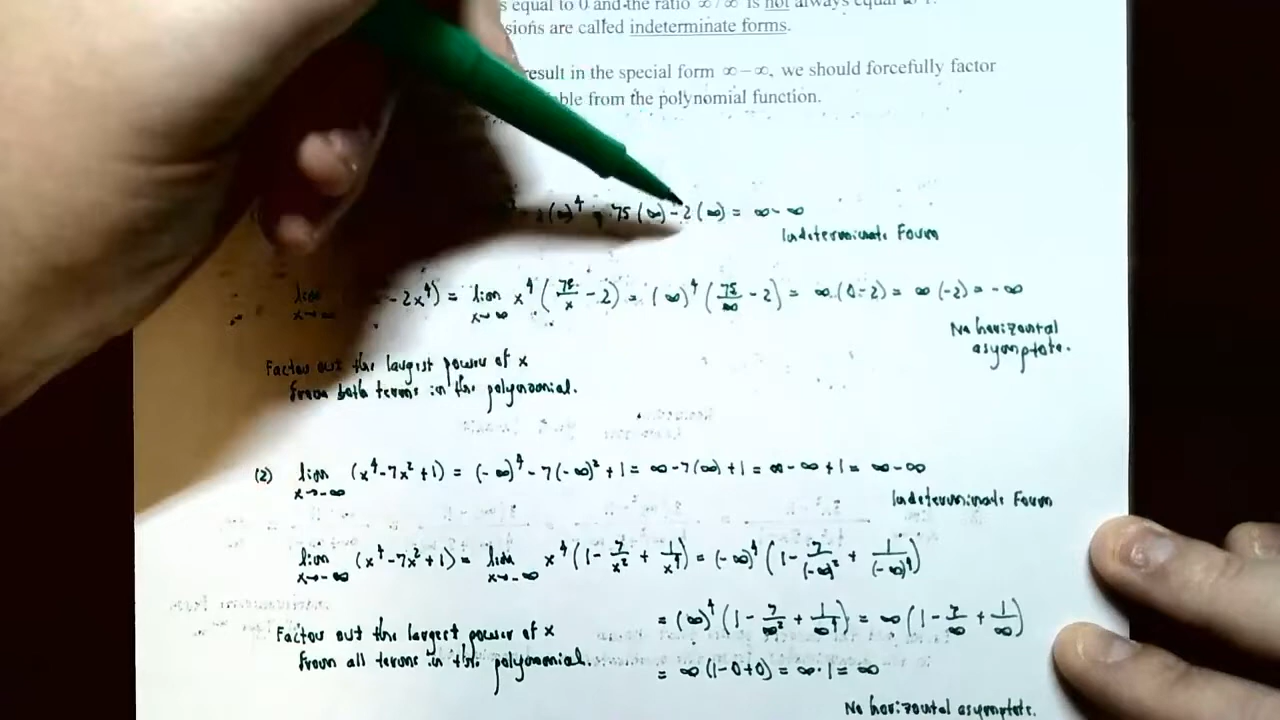 s equal to 0 and the ratio ∞/∞ is not always equal to 1.
sions are called indeterminate forms.
result in the special form ∞−∞, we should forcefully factor
ble from the polynomial function.
(∞)⁴ = 75(∞) − 2(∞) = ∞ − ∞
Indeterminate Form
lim x→∞ − 2x⁴) = lim x→∞ x⁴ (75/x − 2) = (∞)⁴ (75/∞ − 2) = ∞·(0−2) = ∞(−2) = −∞
No horizontal
asymptote.
Factor out the largest power of x
from both terms in the polynomial.
(2) lim x→−∞ (x⁴−7x²+1) = (−∞)⁴ − 7(−∞)² + 1 = ∞−7(∞)+1 = ∞−∞+1 = ∞−∞
Indeterminate Form
lim x→−∞ (x⁴−7x²+1) = lim x→−∞ x⁴ (1 − 7/x² + 1/x⁴) = (−∞)⁴ (1 − 7/(−∞)² + 1/(−∞)⁴)
= (∞)⁴ (1 − 7/∞² + 1/∞⁴) = ∞ (1 − 7/∞ + 1/∞)
Factor out the largest power of x
from all terms in the polynomial.
= ∞ (1−0+0) = ∞·1 = ∞
No horizontal asymptote.